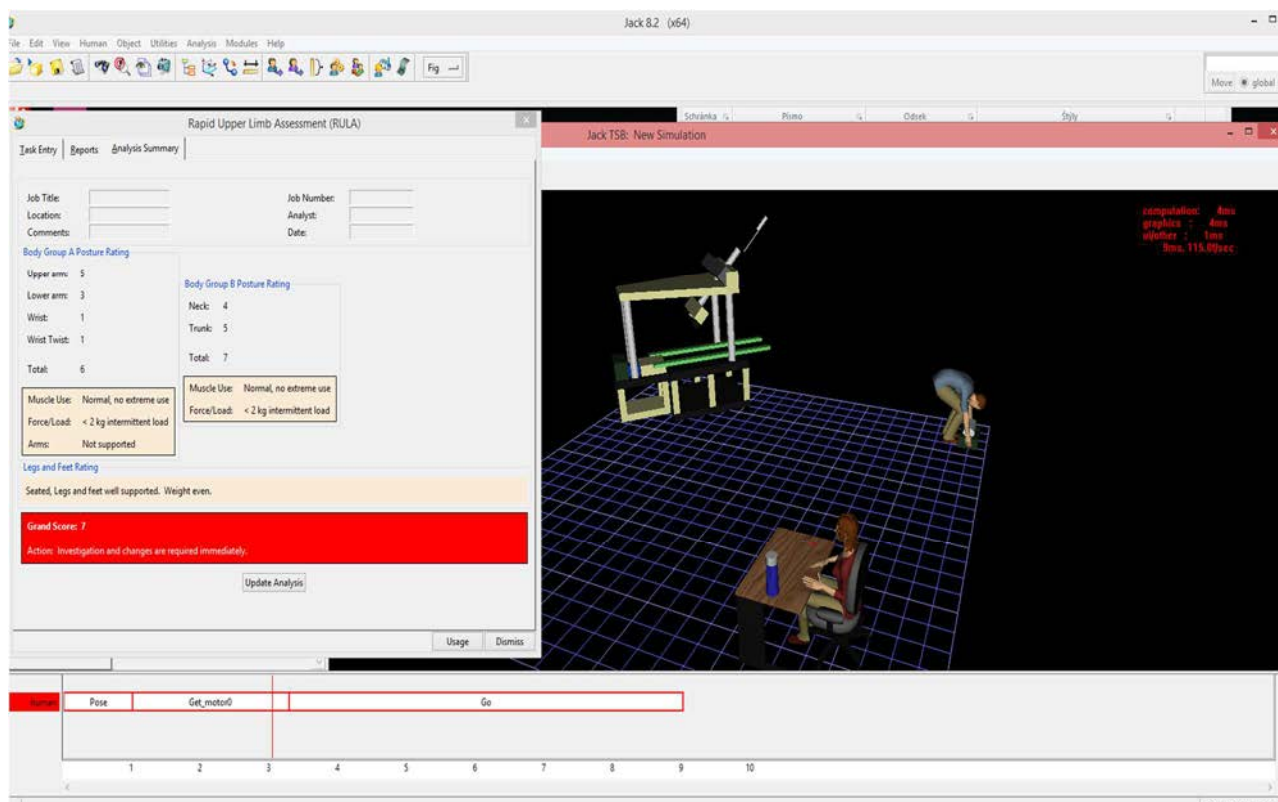 Jack 8.2 (x64)
File Edit View Human Object Utilities Analysis Modules Help
Fig
Move global
Schránka Písmo Odsek Štýly
Rapid Upper Limb Assessment (RULA)
Jack TSB: New Simulation
Task Entry Reports Analysis Summary
Job Title: Job Number:
Location: Analyst:
Comments: Date:
computation: 4ms
graphics : 4ms
ui/other : 1ms
9ms, 115.0f/sec
Body Group A Posture Rating
Upper arm: 5
Lower arm: 3
Wrist: 1
Wrist Twist: 1
Total: 6
Muscle Use: Normal, no extreme use
Force/Load: < 2 kg intermittent load
Arms: Not supported
Body Group B Posture Rating
Neck: 4
Trunk: 5
Total: 7
Muscle Use: Normal, no extreme use
Force/Load: < 2 kg intermittent load
Legs and Feet Rating
Seated, Legs and feet well supported. Weight even.
Grand Score: 7
Action: Investigation and changes are required immediately.
Update Analysis
Usage Dismiss
human Pose Get_motor0 Go
1 2 3 4 5 6 7 8 9 10